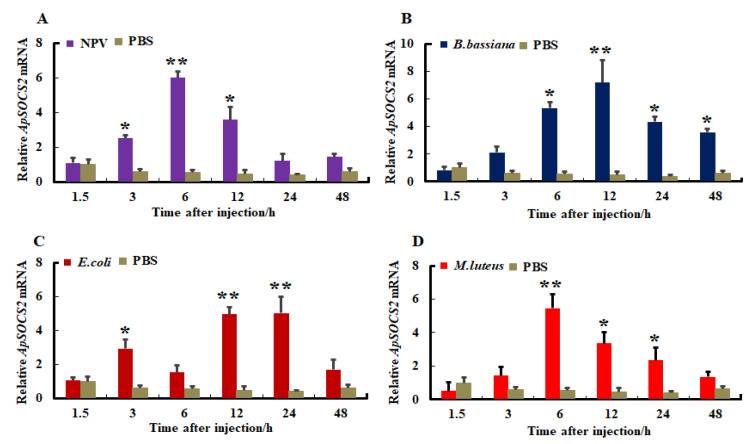 A
NPV PBS
Relative ApSOCS2 mRNA
8
6
4
2
0
** 
* *
1.5 3 6 12 24 48
Time after injection/h
B
B.bassiana PBS
Relative ApSOCS2 mRNA
10
8
6
4
2
0
**
* * *
1.5 3 6 12 24 48
Time after injection/h
C
E.coli PBS
Relative ApSOCS2 mRNA
8
6
4
2
0
** **
*
1.5 3 6 12 24 48
Time after injection/h
D
M.luteus PBS
Relative ApSOCS2 mRNA
8
6
4
2
0
**
* *
1.5 3 6 12 24 48
Time after injection/h